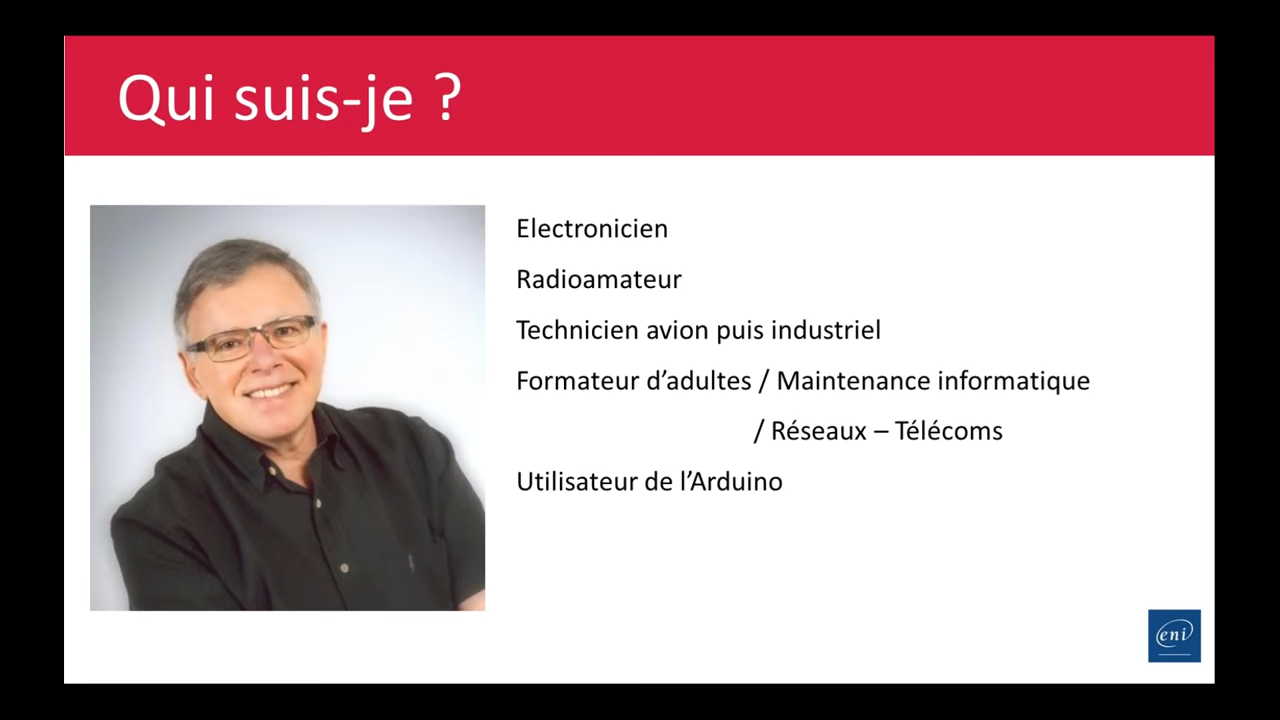 Qui suis-je ?
Electronicien
Radioamateur
Technicien avion puis industriel
Formateur d’adultes / Maintenance informatique
/ Réseaux – Télécoms
Utilisateur de l’Arduino
eni